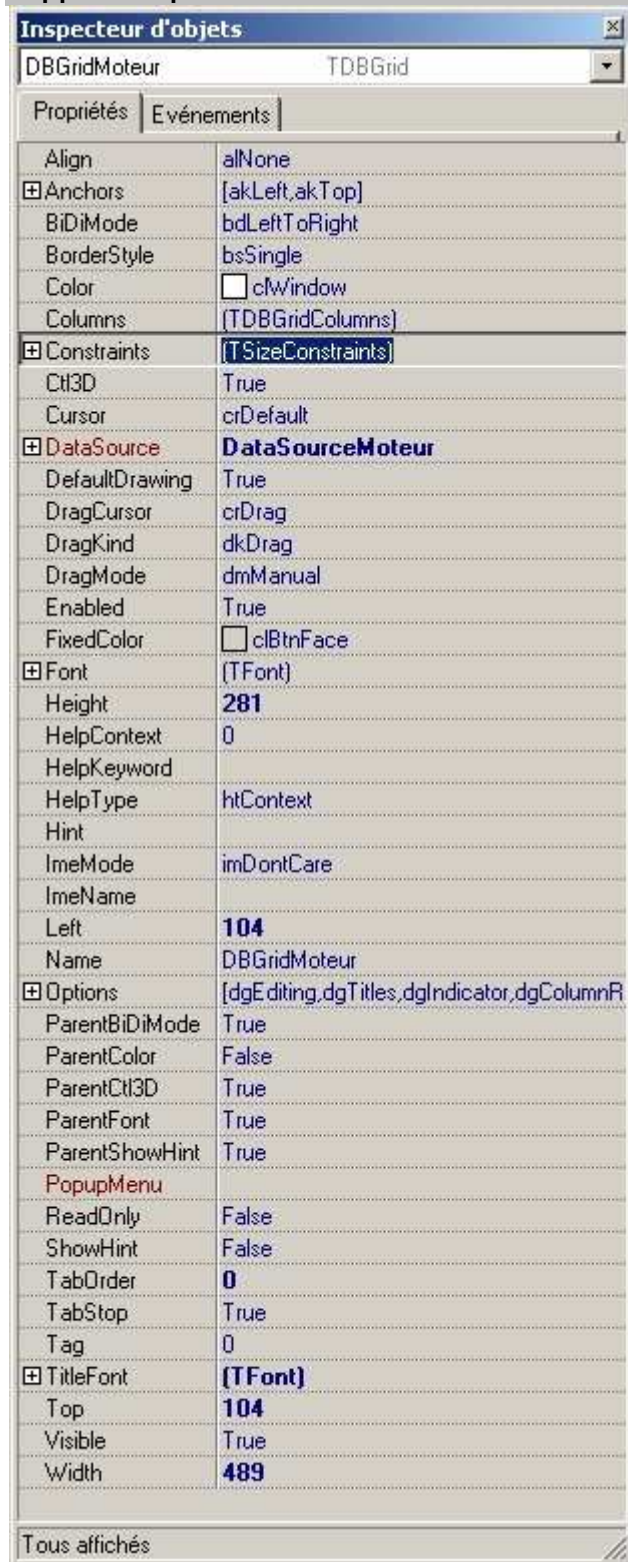 Inspecteur d'objets
DBGridMoteur TDBGrid
Propriétés Evénements
Align alNone
Anchors [akLeft,akTop]
BiDiMode bdLeftToRight
BorderStyle bsSingle
Color clWindow
Columns (TDBGridColumns)
Constraints (TSizeConstraints)
Ctl3D True
Cursor crDefault
DataSource DataSourceMoteur
DefaultDrawing True
DragCursor crDrag
DragKind dkDrag
DragMode dmManual
Enabled True
FixedColor clBtnFace
Font (TFont)
Height 281
HelpContext 0
HelpKeyword
HelpType htContext
Hint
ImeMode imDontCare
ImeName
Left 104
Name DBGridMoteur
Options [dgEditing,dgTitles,dgIndicator,dgColumnR
ParentBiDiMode True
ParentColor False
ParentCtl3D True
ParentFont True
ParentShowHint True
PopupMenu
ReadOnly False
ShowHint False
TabOrder 0
TabStop True
Tag 0
TitleFont (TFont)
Top 104
Visible True
Width 489
Tous affichés